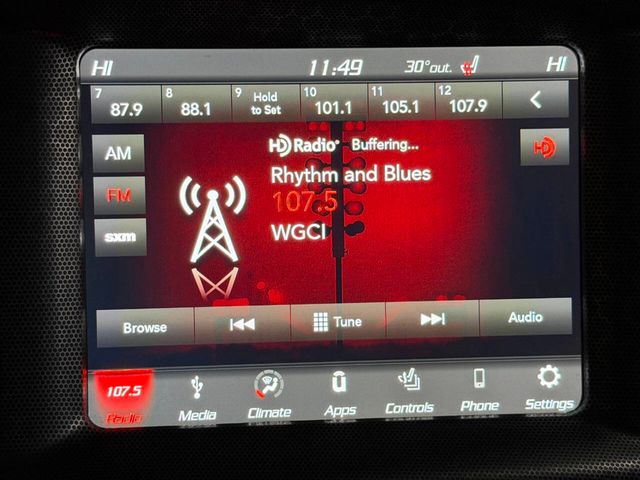 HI 11:49 30°out. HI
7 87.9 8 88.1 9 Hold to Set 10 101.1 11 105.1 12 107.9
AM
FM
sxm
HD Radio Buffering...
HD
Rhythm and Blues
107.5
WGCI
Browse Tune Audio
107.5
Radio Media Climate Apps Controls Phone Settings